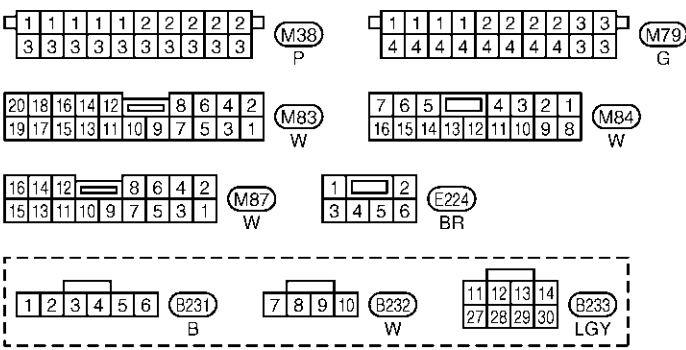 1 1 1 1 1 2 2 2 2 2
3 3 3 3 3 3 3 3 3 3
M38
P
1 1 1 1 2 2 2 2 3 3
4 4 4 4 4 4 4 4 3 3
M79
G
20 18 16 14 12 8 6 4 2
19 17 15 13 11 10 9 7 5 3 1
M83
W
7 6 5 4 3 2 1
16 15 14 13 12 11 10 9 8
M84
W
16 14 12 8 6 4 2
15 13 11 10 9 7 5 3 1
M87
W
1 2
3 4 5 6
E224
BR
1 2 3 4 5 6
B231
B
7 8 9 10
B232
W
11 12 13 14
27 28 29 30
B233
LGY